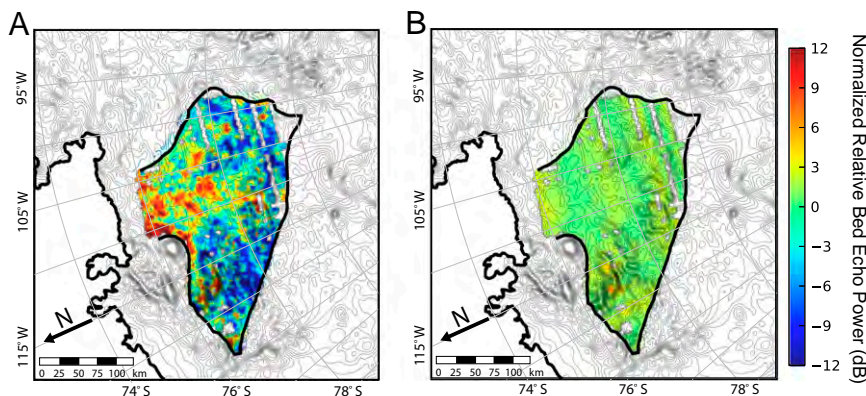 A
B
95°W
105°W
115°W
N
0 25 50 75 100 km
74°S
76°S
78°S
95°W
105°W
115°W
N
0 25 50 75 100 km
74°S
76°S
78°S
12
9
6
3
0
−3
−6
−9
−12
Normalized Relative Bed Echo Power (dB)